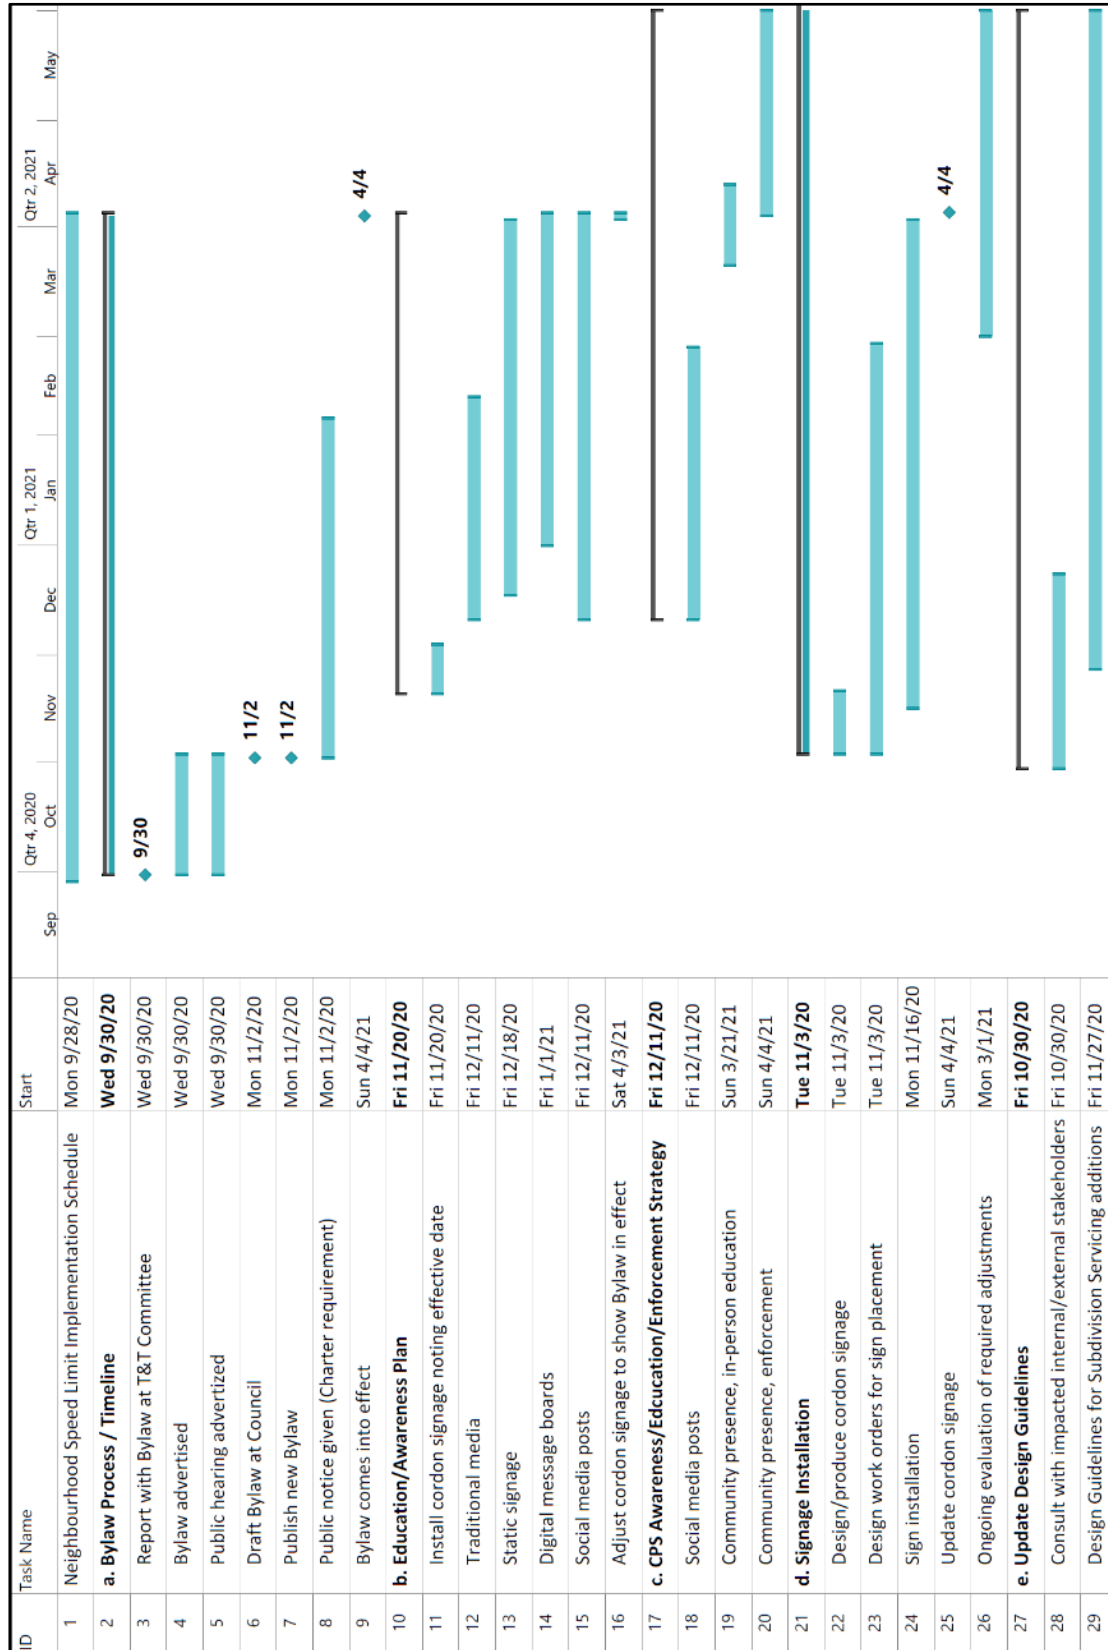 ID Task Name Start Sep Qtr 4, 2020 Oct Nov Dec Qtr 1, 2021 Jan Feb Mar Qtr 2, 2021 Apr May
1 Neighbourhood Speed Limit Implementation Schedule Mon 9/28/20
2 a. Bylaw Process / Timeline Wed 9/30/20
3 Report with Bylaw at T&T Committee Wed 9/30/20 9/30
4 Bylaw advertised Wed 9/30/20
5 Public hearing advertized Wed 9/30/20
6 Draft Bylaw at Council Mon 11/2/20 11/2
7 Publish new Bylaw Mon 11/2/20 11/2
8 Public notice given (Charter requirement) Mon 11/2/20
9 Bylaw comes into effect Sun 4/4/21 4/4
10 b. Education/Awareness Plan Fri 11/20/20
11 Install cordon signage noting effective date Fri 11/20/20
12 Traditional media Fri 12/11/20
13 Static signage Fri 12/18/20
14 Digital message boards Fri 1/1/21
15 Social media posts Fri 12/11/20
16 Adjust cordon signage to show Bylaw in effect Sat 4/3/21
17 c. CPS Awareness/Education/Enforcement Strategy Fri 12/11/20
18 Social media posts Fri 12/11/20
19 Community presence, in-person education Sun 3/21/21
20 Community presence, enforcement Sun 4/4/21
21 d. Signage Installation Tue 11/3/20
22 Design/produce cordon signage Tue 11/3/20
23 Design work orders for sign placement Tue 11/3/20
24 Sign installation Mon 11/16/20
25 Update cordon signage Sun 4/4/21 4/4
26 Ongoing evaluation of required adjustments Mon 3/1/21
27 e. Update Design Guidelines Fri 10/30/20
28 Consult with impacted internal/external stakeholders Fri 10/30/20
29 Design Guidelines for Subdivision Servicing additions Fri 11/27/20